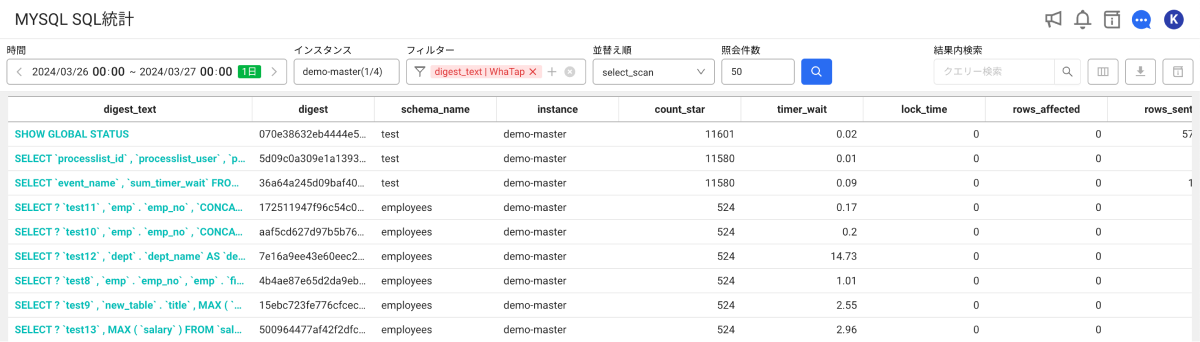 MYSQL SQL統計
K
時間 インスタンス フィルター 並替え順 照会件数 結果内検索
2024/03/26 00:00 ~ 2024/03/27 00:00 1日 demo-master(1/4) digest_text | WhaTap select_scan 50 クエリー検索
digest_text digest schema_name instance count_star timer_wait lock_time rows_affected rows_sent
SHOW GLOBAL STATUS 070e38632eb4444e5... test demo-master 11601 0.02 0 0 57
SELECT `processlist_id` , `processlist_user` , `p... 5d09c0a309e1a1393... test demo-master 11580 0.01 0 0
SELECT `event_name` , `sum_timer_wait` FRO... 36a64a245d09baf40... test demo-master 11580 0.09 0 0 1
SELECT ? `test11` , `emp` . `emp_no` , `CONCA... 172511947f96c54c0... employees demo-master 524 0.17 0 0
SELECT ? `test10` , `emp` . `emp_no` , `CONCA... aaf5cd627d97b5b76... employees demo-master 524 0.2 0 0
SELECT ? `test12` , `dept` . `dept_name` AS `de... 7e16a9ee43e60eec2... employees demo-master 524 14.73 0 0
SELECT ? `test8` , `emp` . `emp_no` , `emp` . `fi... 4b4ae87e65d2da9eb... employees demo-master 524 1.01 0 0
SELECT ? `test9` , `new_table` . `title` , MAX ( `... 15ebc723fe776cfcec... employees demo-master 524 2.55 0 0
SELECT ? `test13` , MAX ( `salary` ) FROM `sal... 500964477af42f2dfc... employees demo-master 524 2.96 0 0